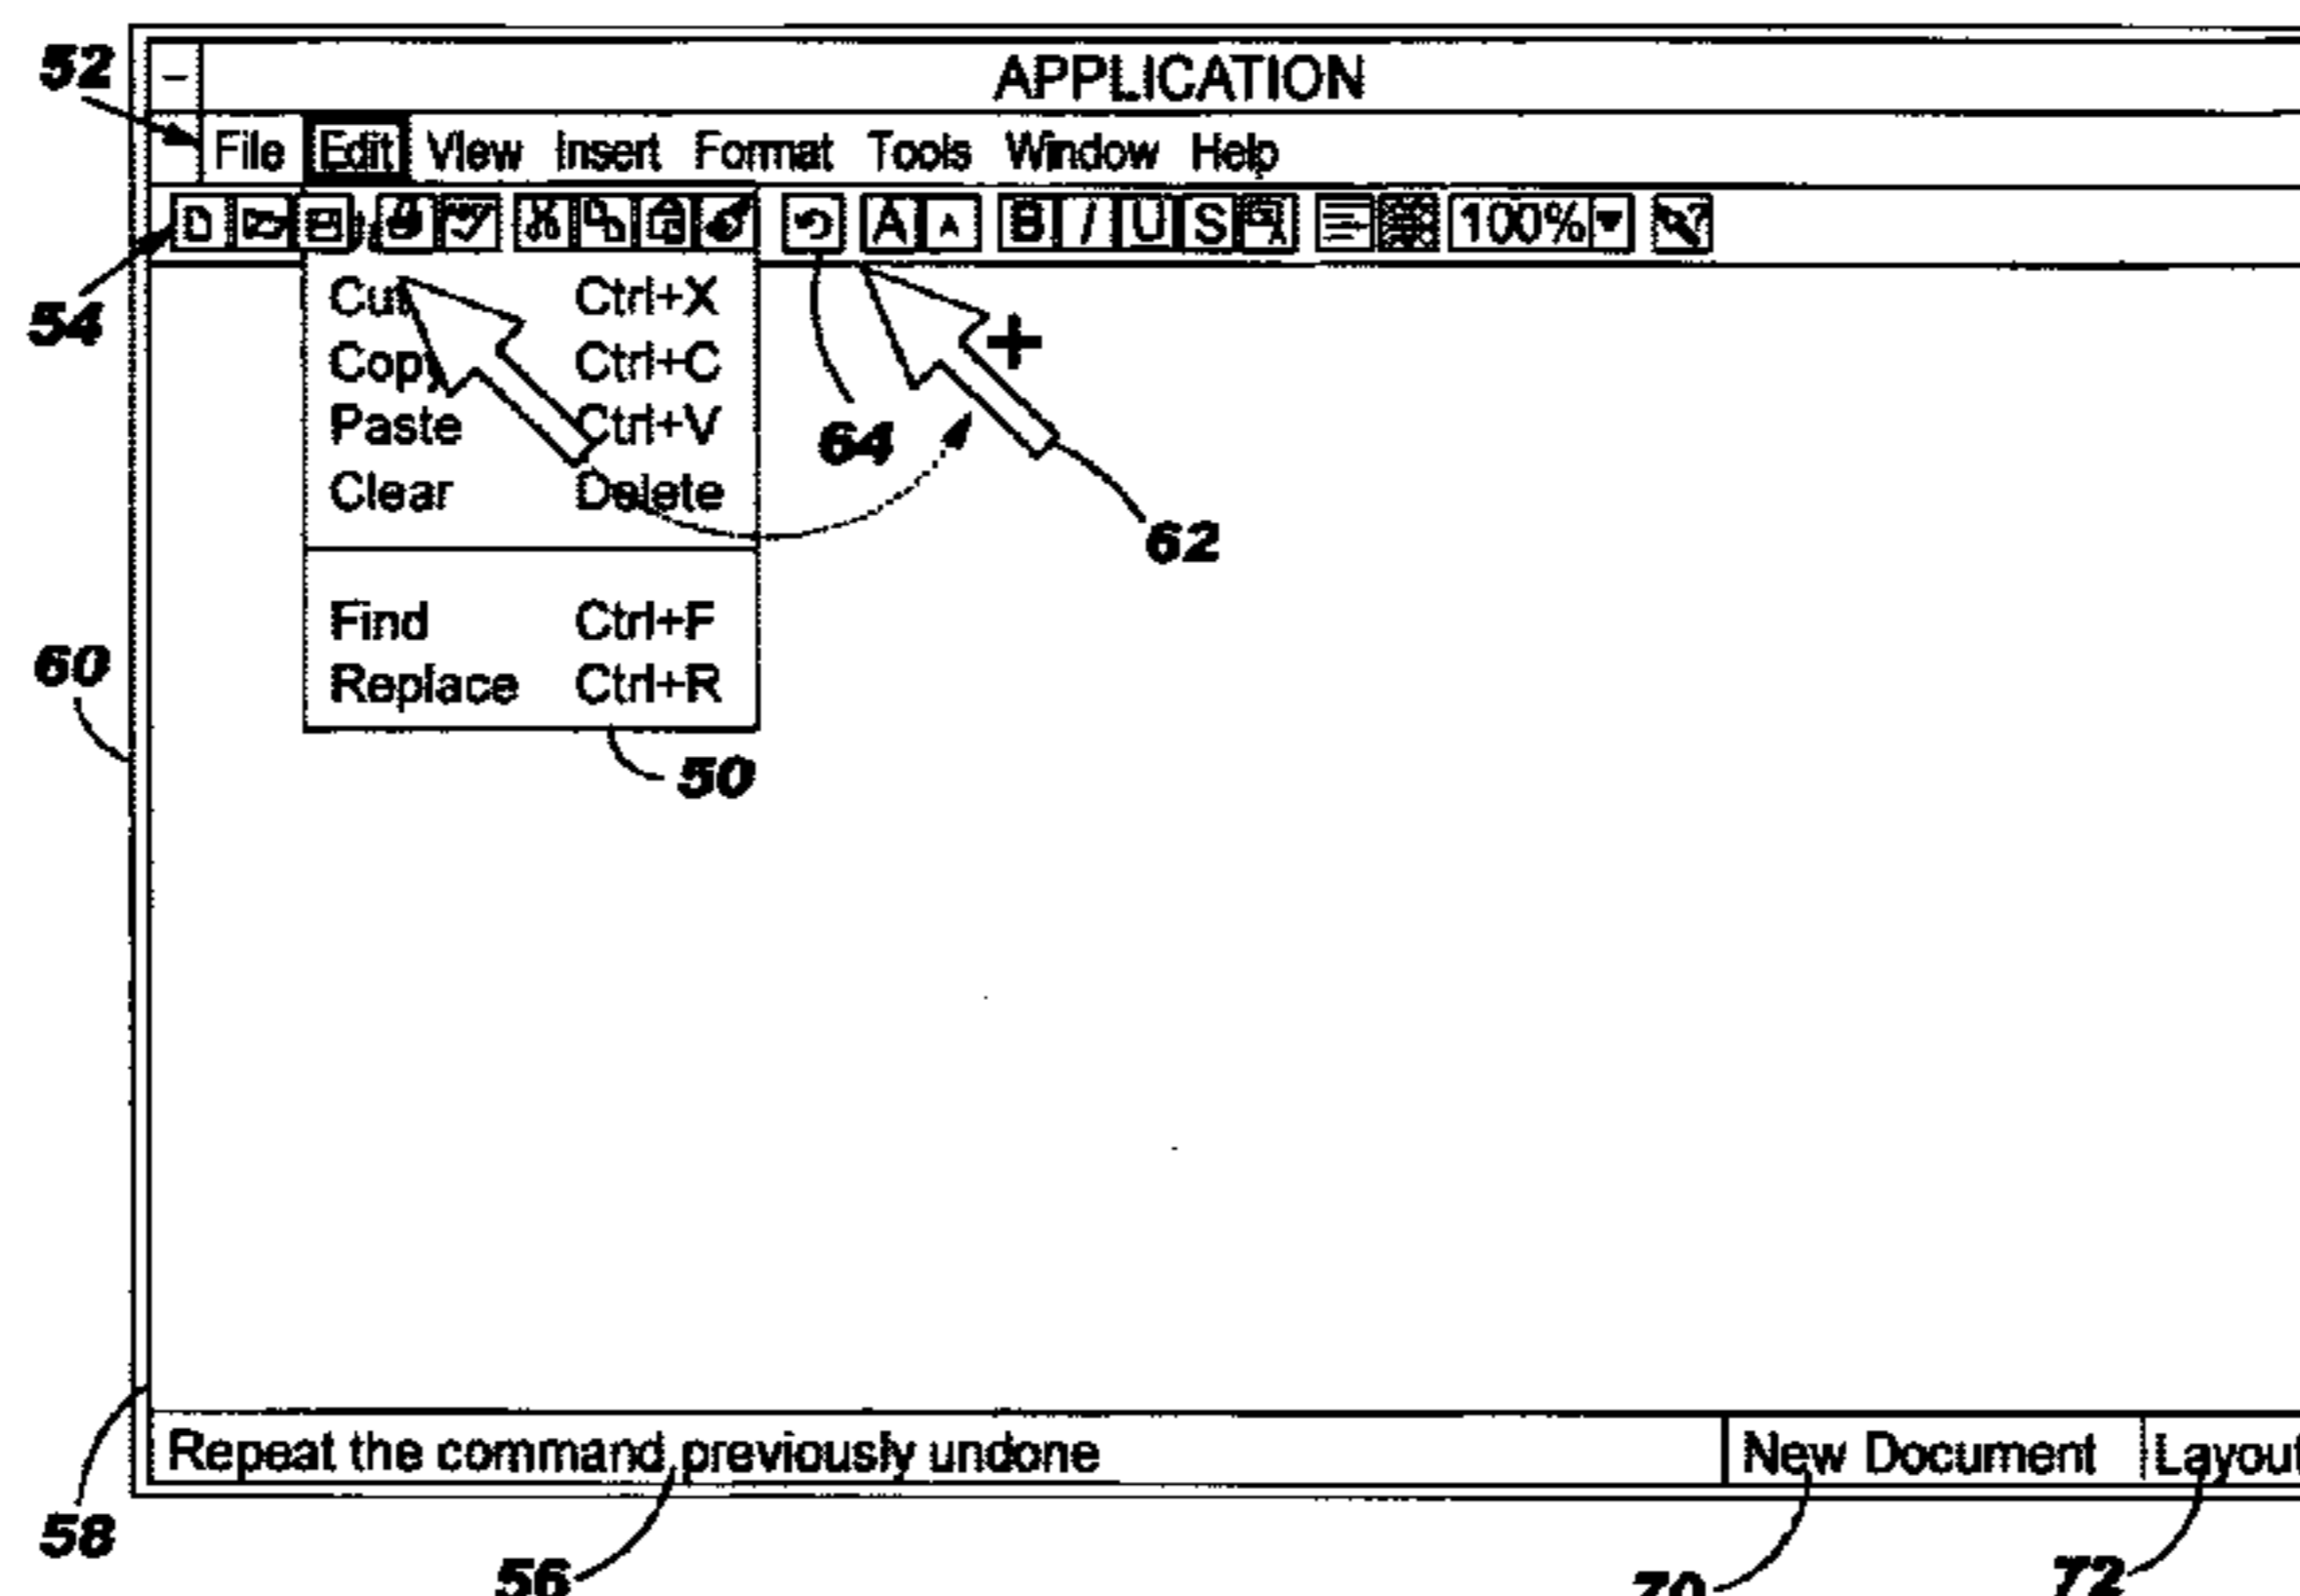 APPLICATION
52
File Edit View Insert Format Tools Window Help
A A B I U S 100% ?
54
Cut Ctrl+X
Copy Ctrl+C
Paste Ctrl+V
64
Clear Delete
62
Find Ctrl+F
60
Replace Ctrl+R
50
Repeat the command previously undone New Document Layout
58
56 70 72